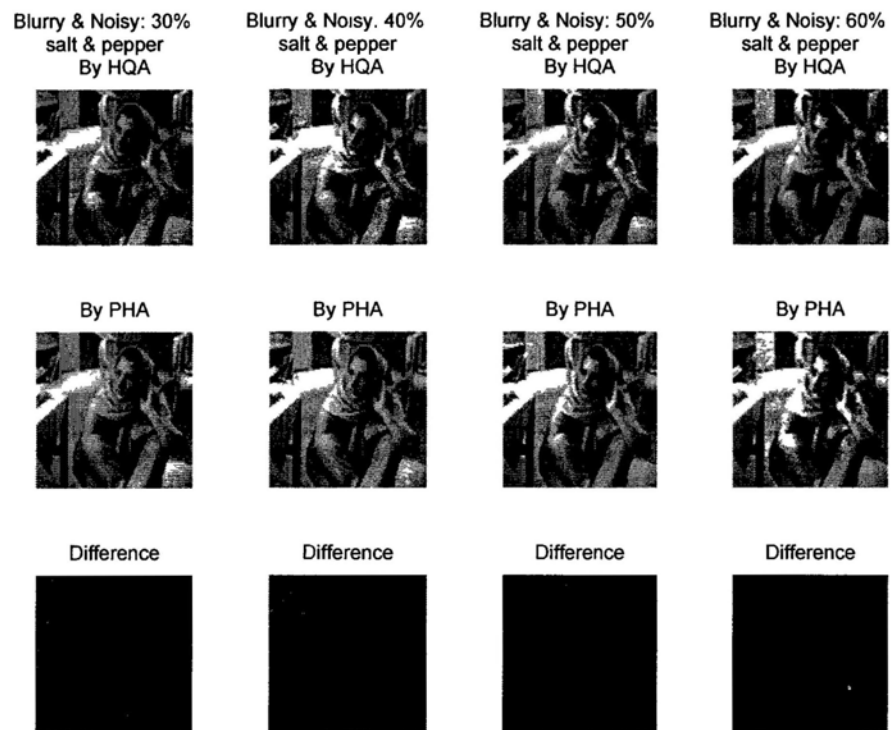 Blurry & Noisy: 30%
salt & pepper
By HQA
Blurry & Noisy. 40%
salt & pepper
By HQA
Blurry & Noisy: 50%
salt & pepper
By HQA
Blurry & Noisy: 60%
salt & pepper
By HQA
By PHA
By PHA
By PHA
By PHA
Difference
Difference
Difference
Difference